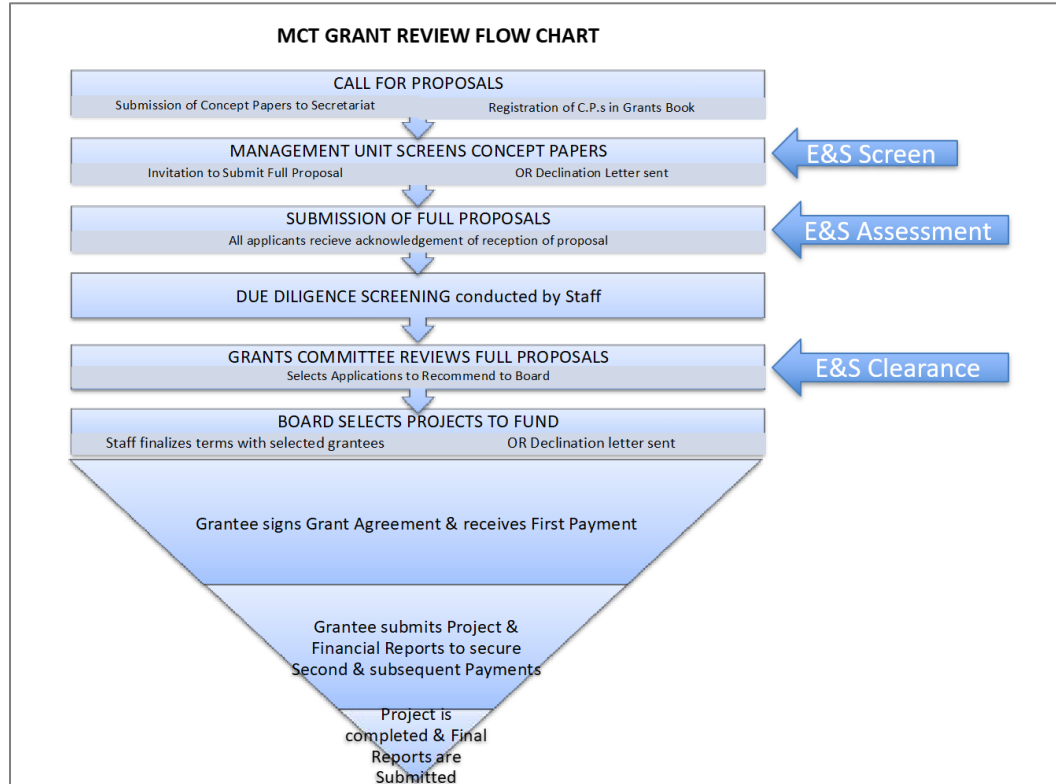 MCT GRANT REVIEW FLOW CHART
CALL FOR PROPOSALS
Submission of Concept Papers to Secretariat
Registration of C.P.s in Grants Book
MANAGEMENT UNIT SCREENS CONCEPT PAPERS
Invitation to Submit Full Proposal
OR Declination Letter sent
E&S Screen
SUBMISSION OF FULL PROPOSALS
All applicants recieve acknowledgement of reception of proposal
E&S Assessment
DUE DILIGENCE SCREENING conducted by Staff
GRANTS COMMITTEE REVIEWS FULL PROPOSALS
Selects Applications to Recommend to Board
E&S Clearance
BOARD SELECTS PROJECTS TO FUND
Staff finalizes terms with selected grantees
OR Declination letter sent
Grantee signs Grant Agreement & receives First Payment
Grantee submits Project &
Financial Reports to secure
Second & subsequent Payments
Project is
completed & Final
Reports are
Submitted